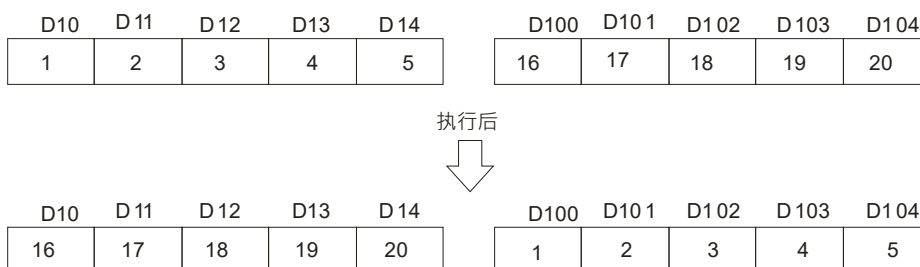 D10 D11 D12 D13 D14 D100 D101 D102 D103 D104
1 2 3 4 5 16 17 18 19 20
执行后
D10 D11 D12 D13 D14 D100 D101 D102 D103 D104
16 17 18 19 20 1 2 3 4 5